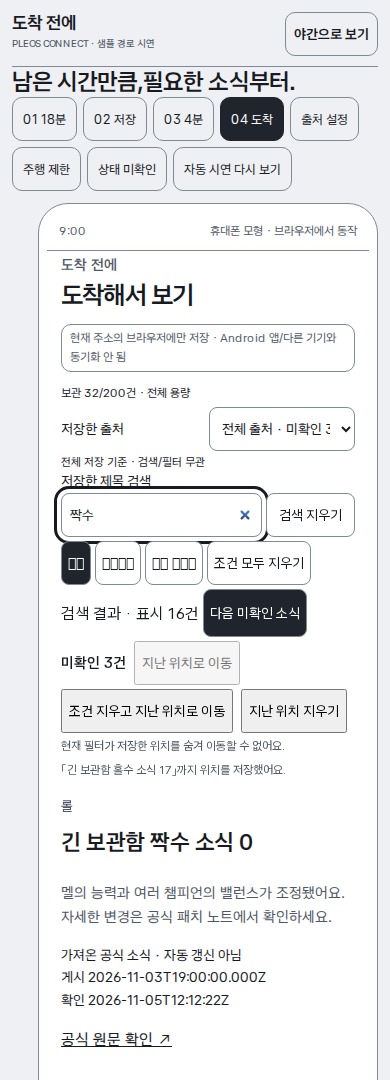 도착 전에
PLEOS CONNECT · 샘플 경로 시연
야간으로 보기
남은 시간만큼,필요한 소식부터.
01 18분
02 저장
03 4분
04 도착
출처 설정
주행 제한
상태 미확인
자동 시연 다시 보기
9:00
휴대폰 모형 · 브라우저에서 동작
도착 전에
도착해서 보기
현재 주소의 브라우저에만 저장 · Android 앱/다른 기기와
동기화 안 됨
보관 32/200건 · 전체 용량
저장한 출처
전체 출처 · 미확인
전체 저장 기준 · 검색/필터 무관
저장한 제목 검색
짝수
검색 지우기
조건 모두 지우기
검색 결과 · 표시 16건
다음 미확인 소식
미확인 3건
지난 위치로 이동
조건 지우고 지난 위치로 이동
지난 위치 지우기
현재 필터가 저장한 위치를 숨겨 이동할 수 없어요.
「긴 보관함 홀수 소식 17」까지 위치를 저장했어요.
롤
긴 보관함 짝수 소식 0
멜의 능력과 여러 챔피언의 밸런스가 조정됐어요.
자세한 변경은 공식 패치 노트에서 확인하세요.
가져온 공식 소식 · 자동 갱신 아님
게시 2026-11-03T19:00:00.000Z
확인 2026-11-05T12:12:22Z
공식 원문 확인 ↗